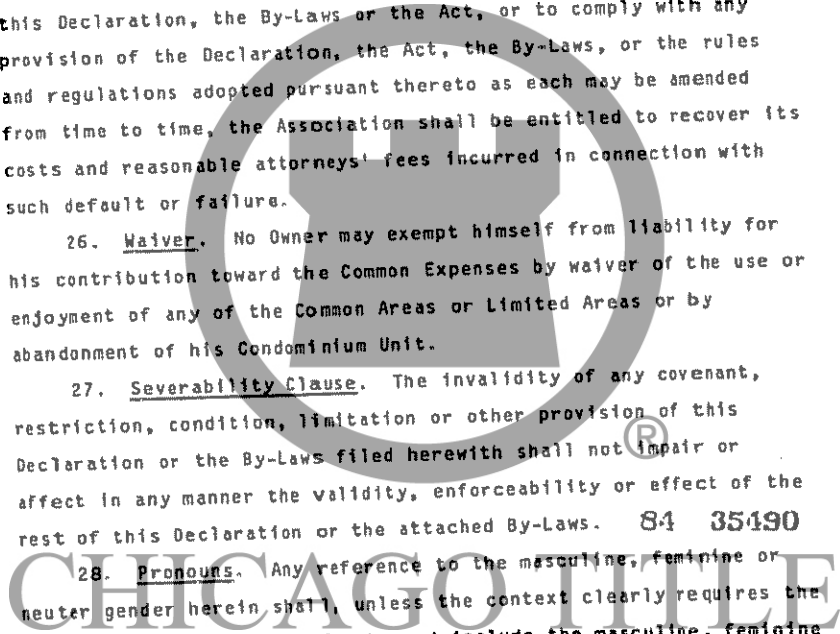 this Declaration, the By-Laws or the Act, or to comply with any
provision of the Declaration, the Act, the By-Laws, or the rules
and regulations adopted pursuant thereto as each may be amended
from time to time, the Association shall be entitled to recover its
costs and reasonable attorneys' fees incurred in connection with
such default or failure.
26. Waiver. No Owner may exempt himself from liability for
his contribution toward the Common Expenses by waiver of the use or
enjoyment of any of the Common Areas or Limited Areas or by
abandonment of his Condominium Unit.
27. Severability Clause. The invalidity of any covenant,
restriction, condition, limitation or other provision of this
®
Declaration or the By-Laws filed herewith shall not impair or
affect in any manner the validity, enforceability or effect of the
rest of this Declaration or the attached By-Laws. 84 35490
CHICAGO TITLE
28. Pronouns. Any reference to the masculine, feminine or
neuter gender herein shall, unless the context clearly requires the
include the masculine, feminine